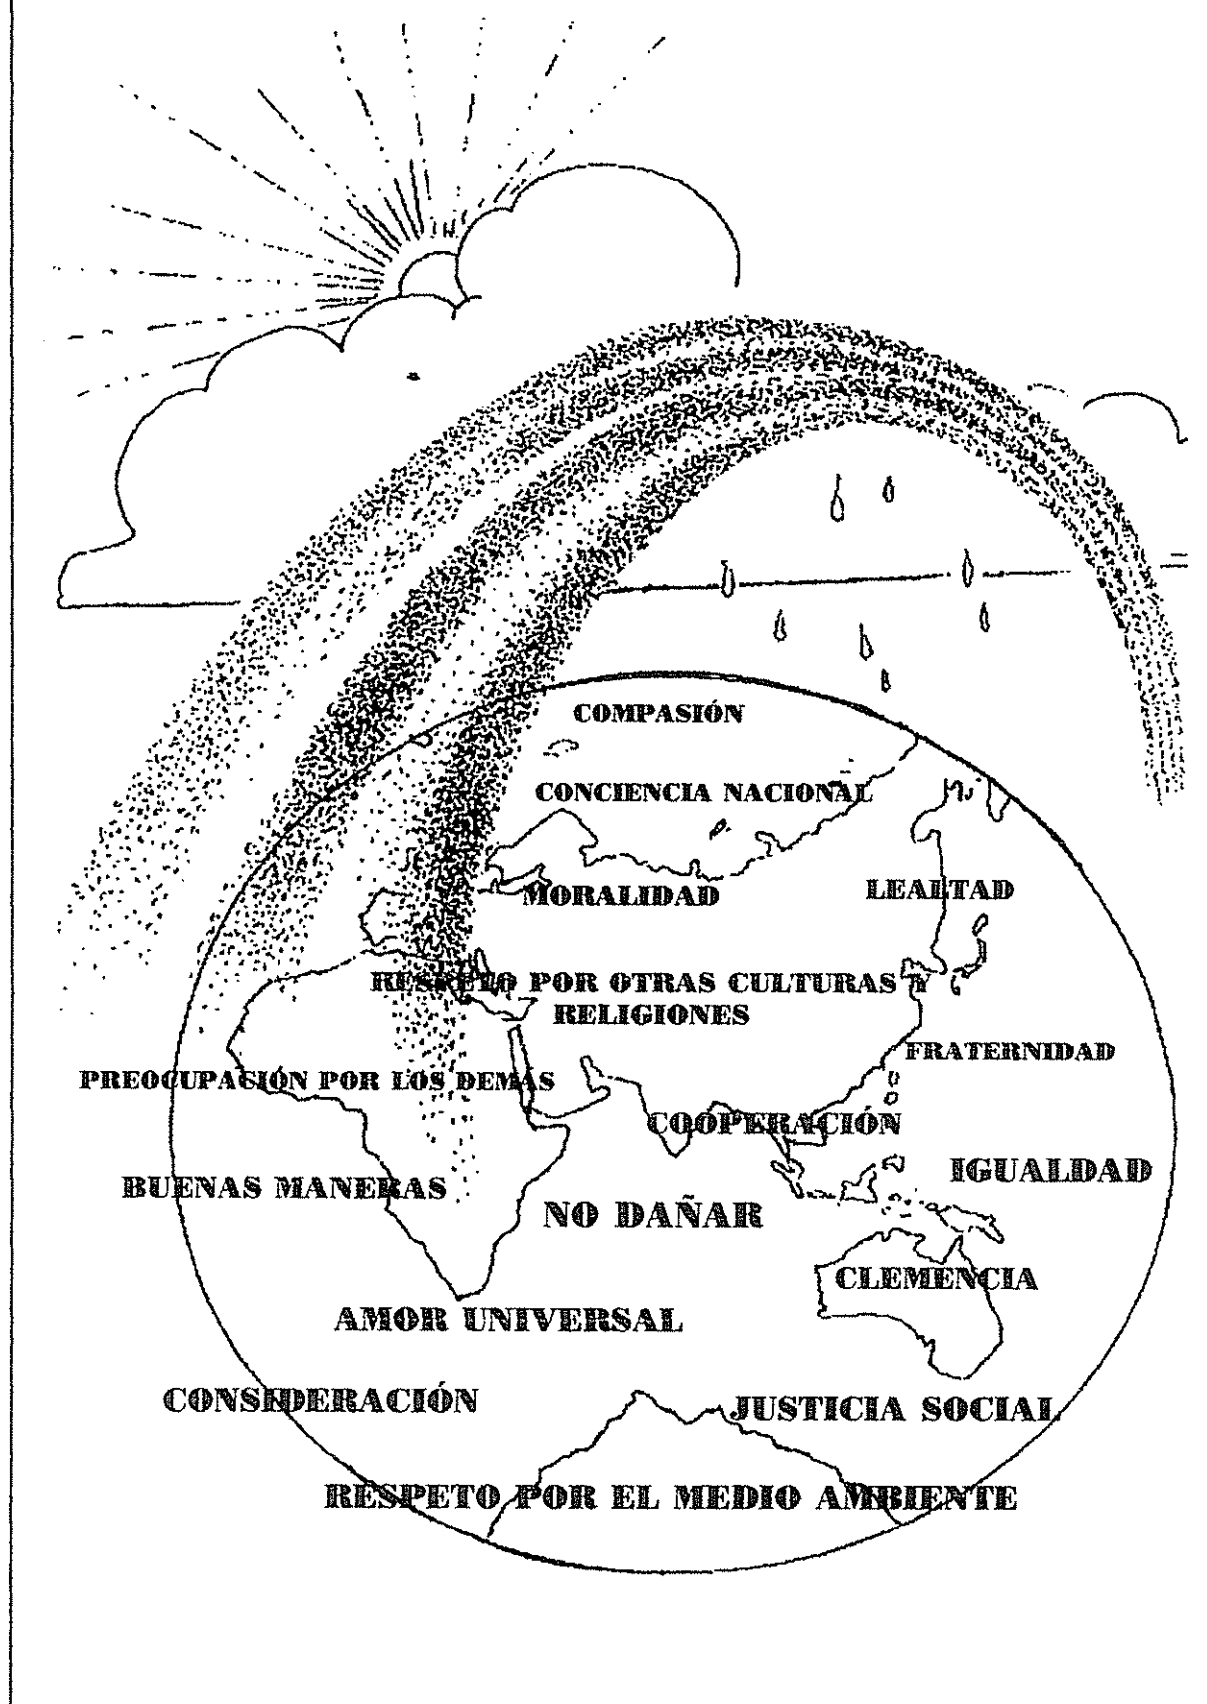 COMPASIÓN
CONCIENCIA NACIONAL
MORALIDAD
LEALTAD
RESPETO POR OTRAS CULTURAS Y
RELIGIONES
FRATERNIDAD
PREOCUPACIÓN POR LOS DEMÁS
COOPERACIÓN
IGUALDAD
BUENAS MANERAS
NO DAÑAR
CLEMENCIA
AMOR UNIVERSAL
CONSIDERACIÓN
JUSTICIA SOCIAL
RESPETO POR EL MEDIO AMBIENTE